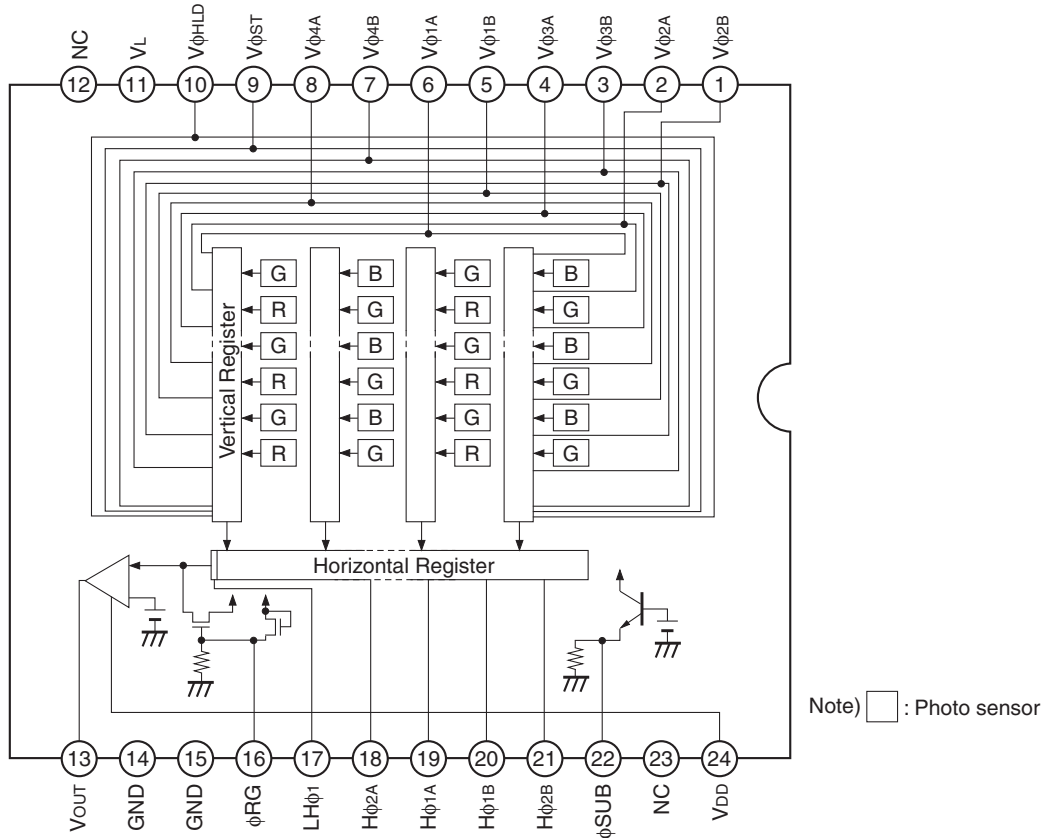 NC
VL
VφHLD
VφST
Vφ4A
Vφ4B
Vφ1A
Vφ1B
Vφ3A
Vφ3B
Vφ2A
Vφ2B
12 11 10 9 8 7 6 5 4 3 2 1
Vertical Register
G B G B
R G R G
G B G B
R G R G
G B G B
R G R G
Horizontal Register
Note) : Photo sensor
13 14 15 16 17 18 19 20 21 22 23 24
VOUT
GND
GND
φRG
LHφ1
Hφ2A
Hφ1A
Hφ1B
Hφ2B
φSUB
NC
VDD